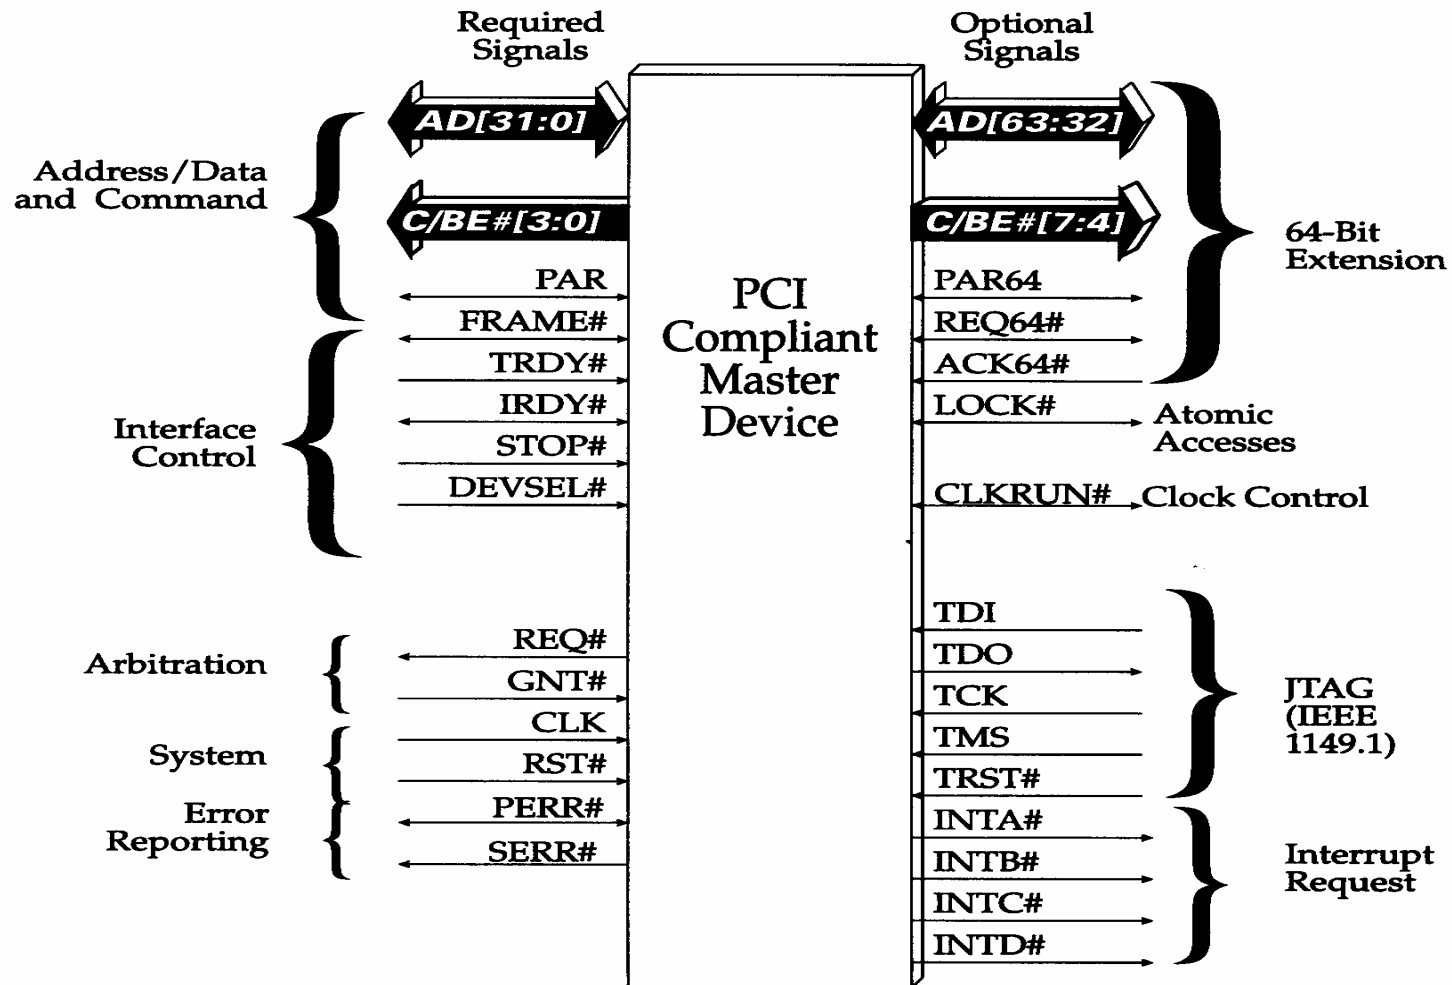 Required
Signals
Optional
Signals
AD[31:0]
AD[63:32]
Address/Data
and Command
C/BE#[3:0]
C/BE#[7:4]
64-Bit
Extension
PAR
FRAME#
TRDY#
IRDY#
STOP#
DEVSEL#
Interface
Control
PCI
Compliant
Master
Device
PAR64
REQ64#
ACK64#
LOCK#
Atomic
Accesses
CLKRUN#
Clock Control
Arbitration
REQ#
GNT#
System
CLK
RST#
Error
Reporting
PERR#
SERR#
TDI
TDO
TCK
TMS
TRST#
JTAG
(IEEE
1149.1)
INTA#
INTB#
INTC#
INTD#
Interrupt
Request